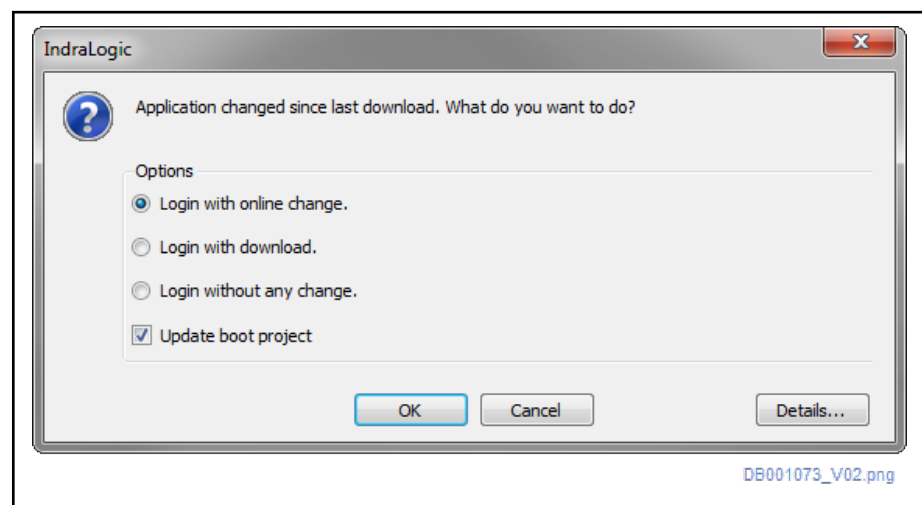 IndraLogic
Application changed since last download. What do you want to do?
Options
Login with online change.
Login with download.
Login without any change.
Update boot project
OK
Cancel
Details...
DB001073_V02.png